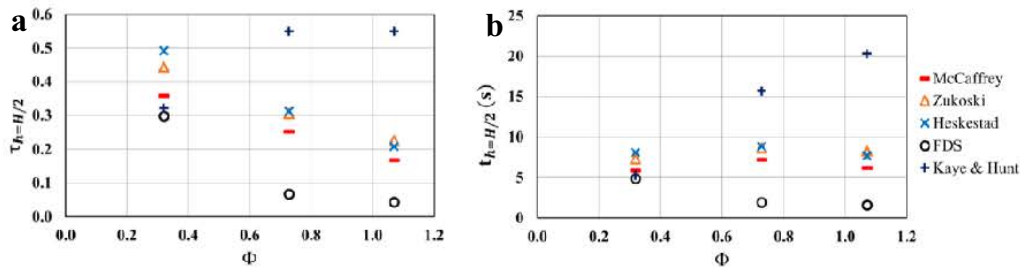 a
0.6
0.5
0.4
0.3
0.2
0.1
0.0
τh=H/2
0.0 0.2 0.4 0.6 0.8 1.0 1.2
Φ
b
25
20
15
10
5
0
th=H/2 (s)
0.0 0.2 0.4 0.6 0.8 1.0 1.2
Φ
McCaffrey
Zukoski
Heskestad
FDS
Kaye & Hunt